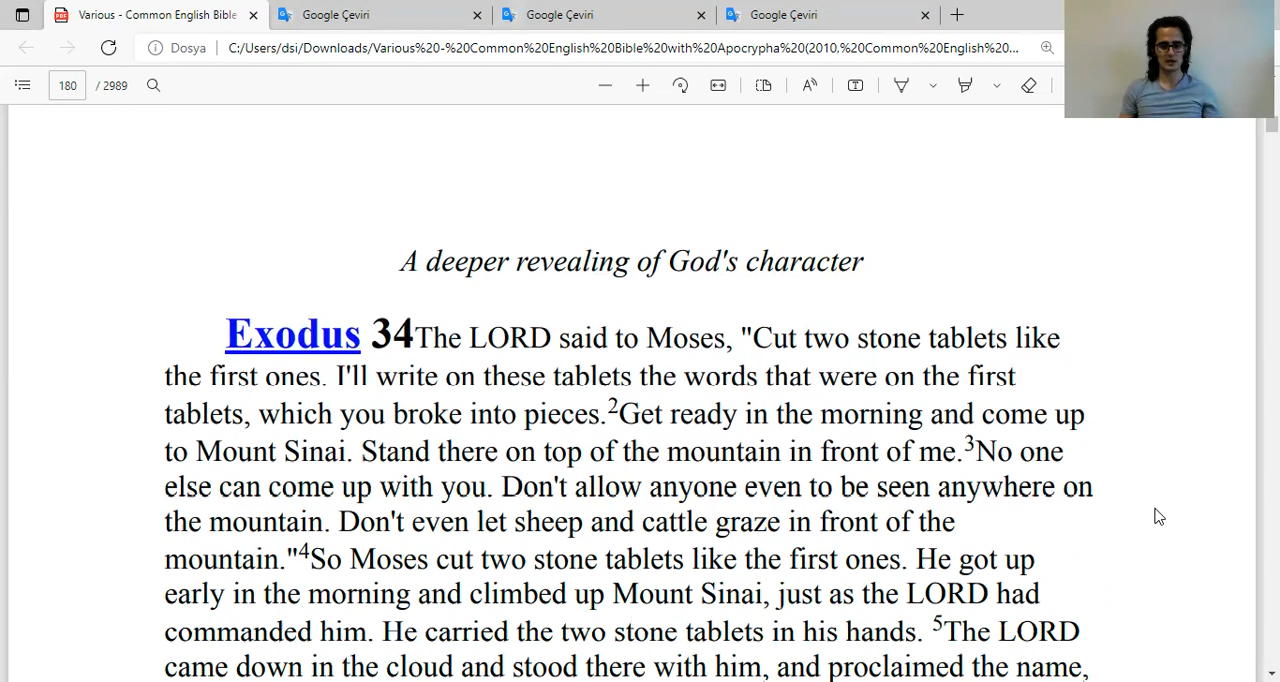 Various - Common English Bible
Google Çeviri
Google Çeviri
Google Çeviri
Dosya
C:/Users/dsi/Downloads/Various%20-%20Common%20English%20Bible%20with%20Apocrypha%20(2010,%20Common%20English%20...
180 / 2989
A deeper revealing of God's character
Exodus 34The LORD said to Moses, "Cut two stone tablets like
the first ones. I'll write on these tablets the words that were on the first
tablets, which you broke into pieces.²Get ready in the morning and come up
to Mount Sinai. Stand there on top of the mountain in front of me.³No one
else can come up with you. Don't allow anyone even to be seen anywhere on
the mountain. Don't even let sheep and cattle graze in front of the
mountain."⁴So Moses cut two stone tablets like the first ones. He got up
early in the morning and climbed up Mount Sinai, just as the LORD had
commanded him. He carried the two stone tablets in his hands. ⁵The LORD
came down in the cloud and stood there with him, and proclaimed the name,